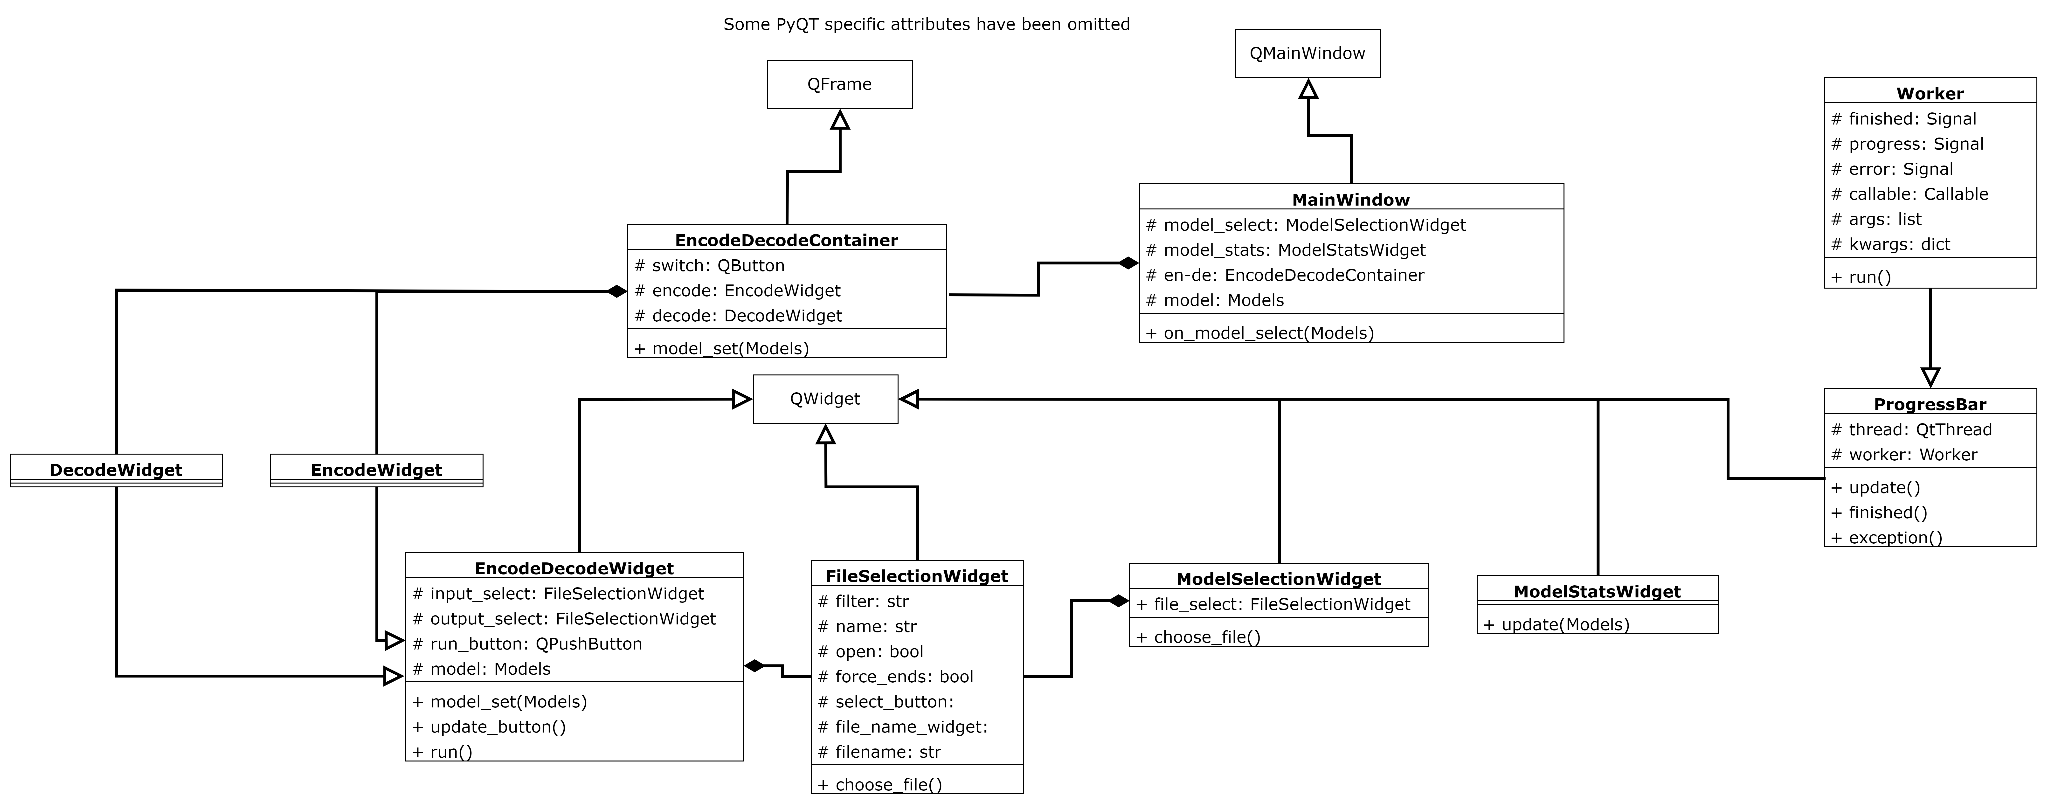 Some PyQT specific attributes have been omitted
QFrame
QMainWindow
Worker
# finished: Signal
# progress: Signal
# error: Signal
# callable: Callable
# args: list
# kwargs: dict
+ run()
MainWindow
# model_select: ModelSelectionWidget
# model_stats: ModelStatsWidget
# en-de: EncodeDecodeContainer
# model: Models
+ on_model_select(Models)
EncodeDecodeContainer
# switch: QButton
# encode: EncodeWidget
# decode: DecodeWidget
+ model_set(Models)
QWidget
ProgressBar
# thread: QtThread
# worker: Worker
+ update()
+ finished()
+ exception()
DecodeWidget
EncodeWidget
EncodeDecodeWidget
# input_select: FileSelectionWidget
# output_select: FileSelectionWidget
# run_button: QPushButton
# model: Models
+ model_set(Models)
+ update_button()
+ run()
FileSelectionWidget
# filter: str
# name: str
# open: bool
# force_ends: bool
# select_button:
# file_name_widget:
# filename: str
+ choose_file()
ModelSelectionWidget
+ file_select: FileSelectionWidget
+ choose_file()
ModelStatsWidget
+ update(Models)